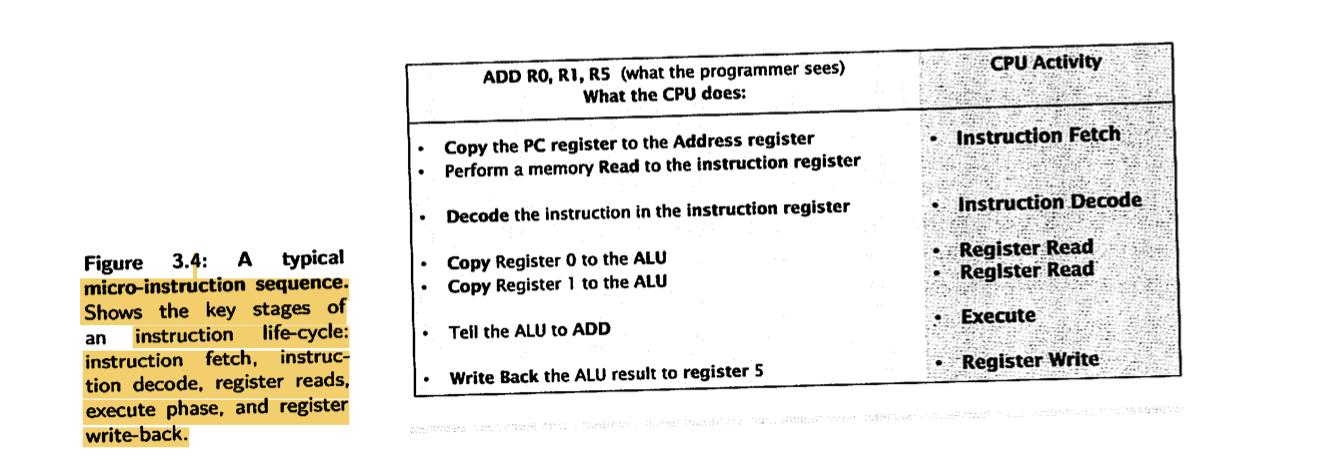 ADD R0, R1, R5 (what the programmer sees)
What the CPU does:
CPU Activity
• Copy the PC register to the Address register
• Perform a memory Read to the instruction register
• Instruction Fetch
• Decode the instruction in the instruction register
• Instruction Decode
• Copy Register 0 to the ALU
• Register Read
• Copy Register 1 to the ALU
• Register Read
• Tell the ALU to ADD
• Execute
• Write Back the ALU result to register 5
• Register Write
Figure 3.4: A typical
micro-instruction sequence.
Shows the key stages of
an instruction life-cycle:
instruction fetch, instruc-
tion decode, register reads,
execute phase, and register
write-back.